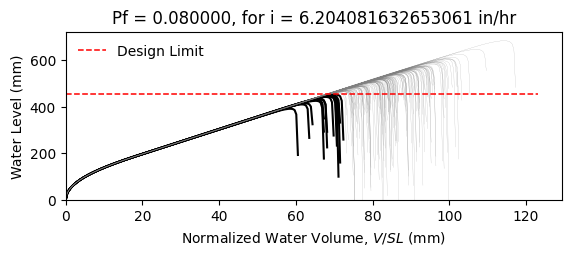 Pf = 0.080000, for i = 6.204081632653061 in/hr
Design Limit
Water Level (mm)
600
400
200
0
0 20 40 60 80 100 120
Normalized Water Volume, V/SL (mm)